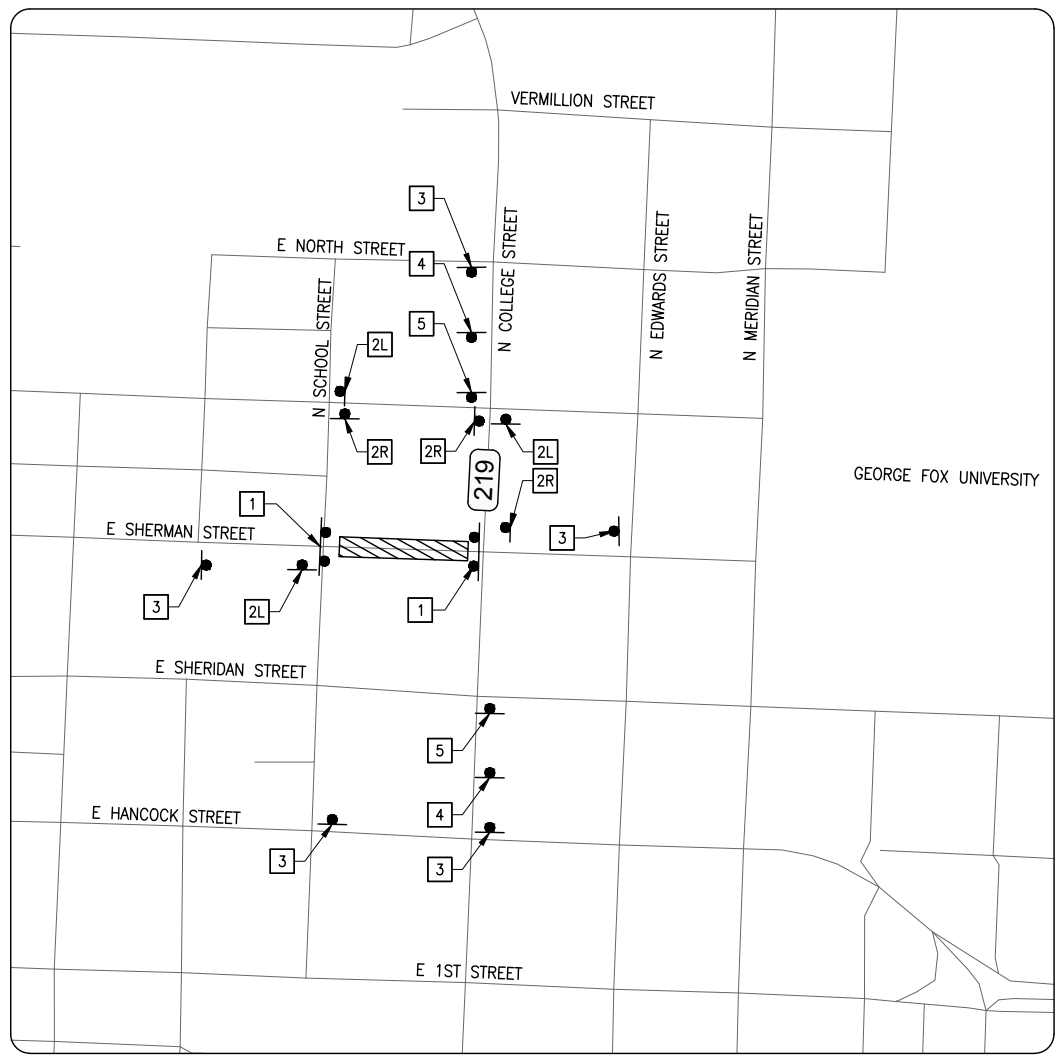 VERMILLION STREET
3
E NORTH STREET
4
N COLLEGE STREET
N EDWARDS STREET
N MERIDIAN STREET
N SCHOOL STREET
5
2L
2R
2R
2L
219
2R
GEORGE FOX UNIVERSITY
1
E SHERMAN STREET
3
3
2L
1
E SHERIDAN STREET
5
E HANCOCK STREET
4
3
3
E 1ST STREET